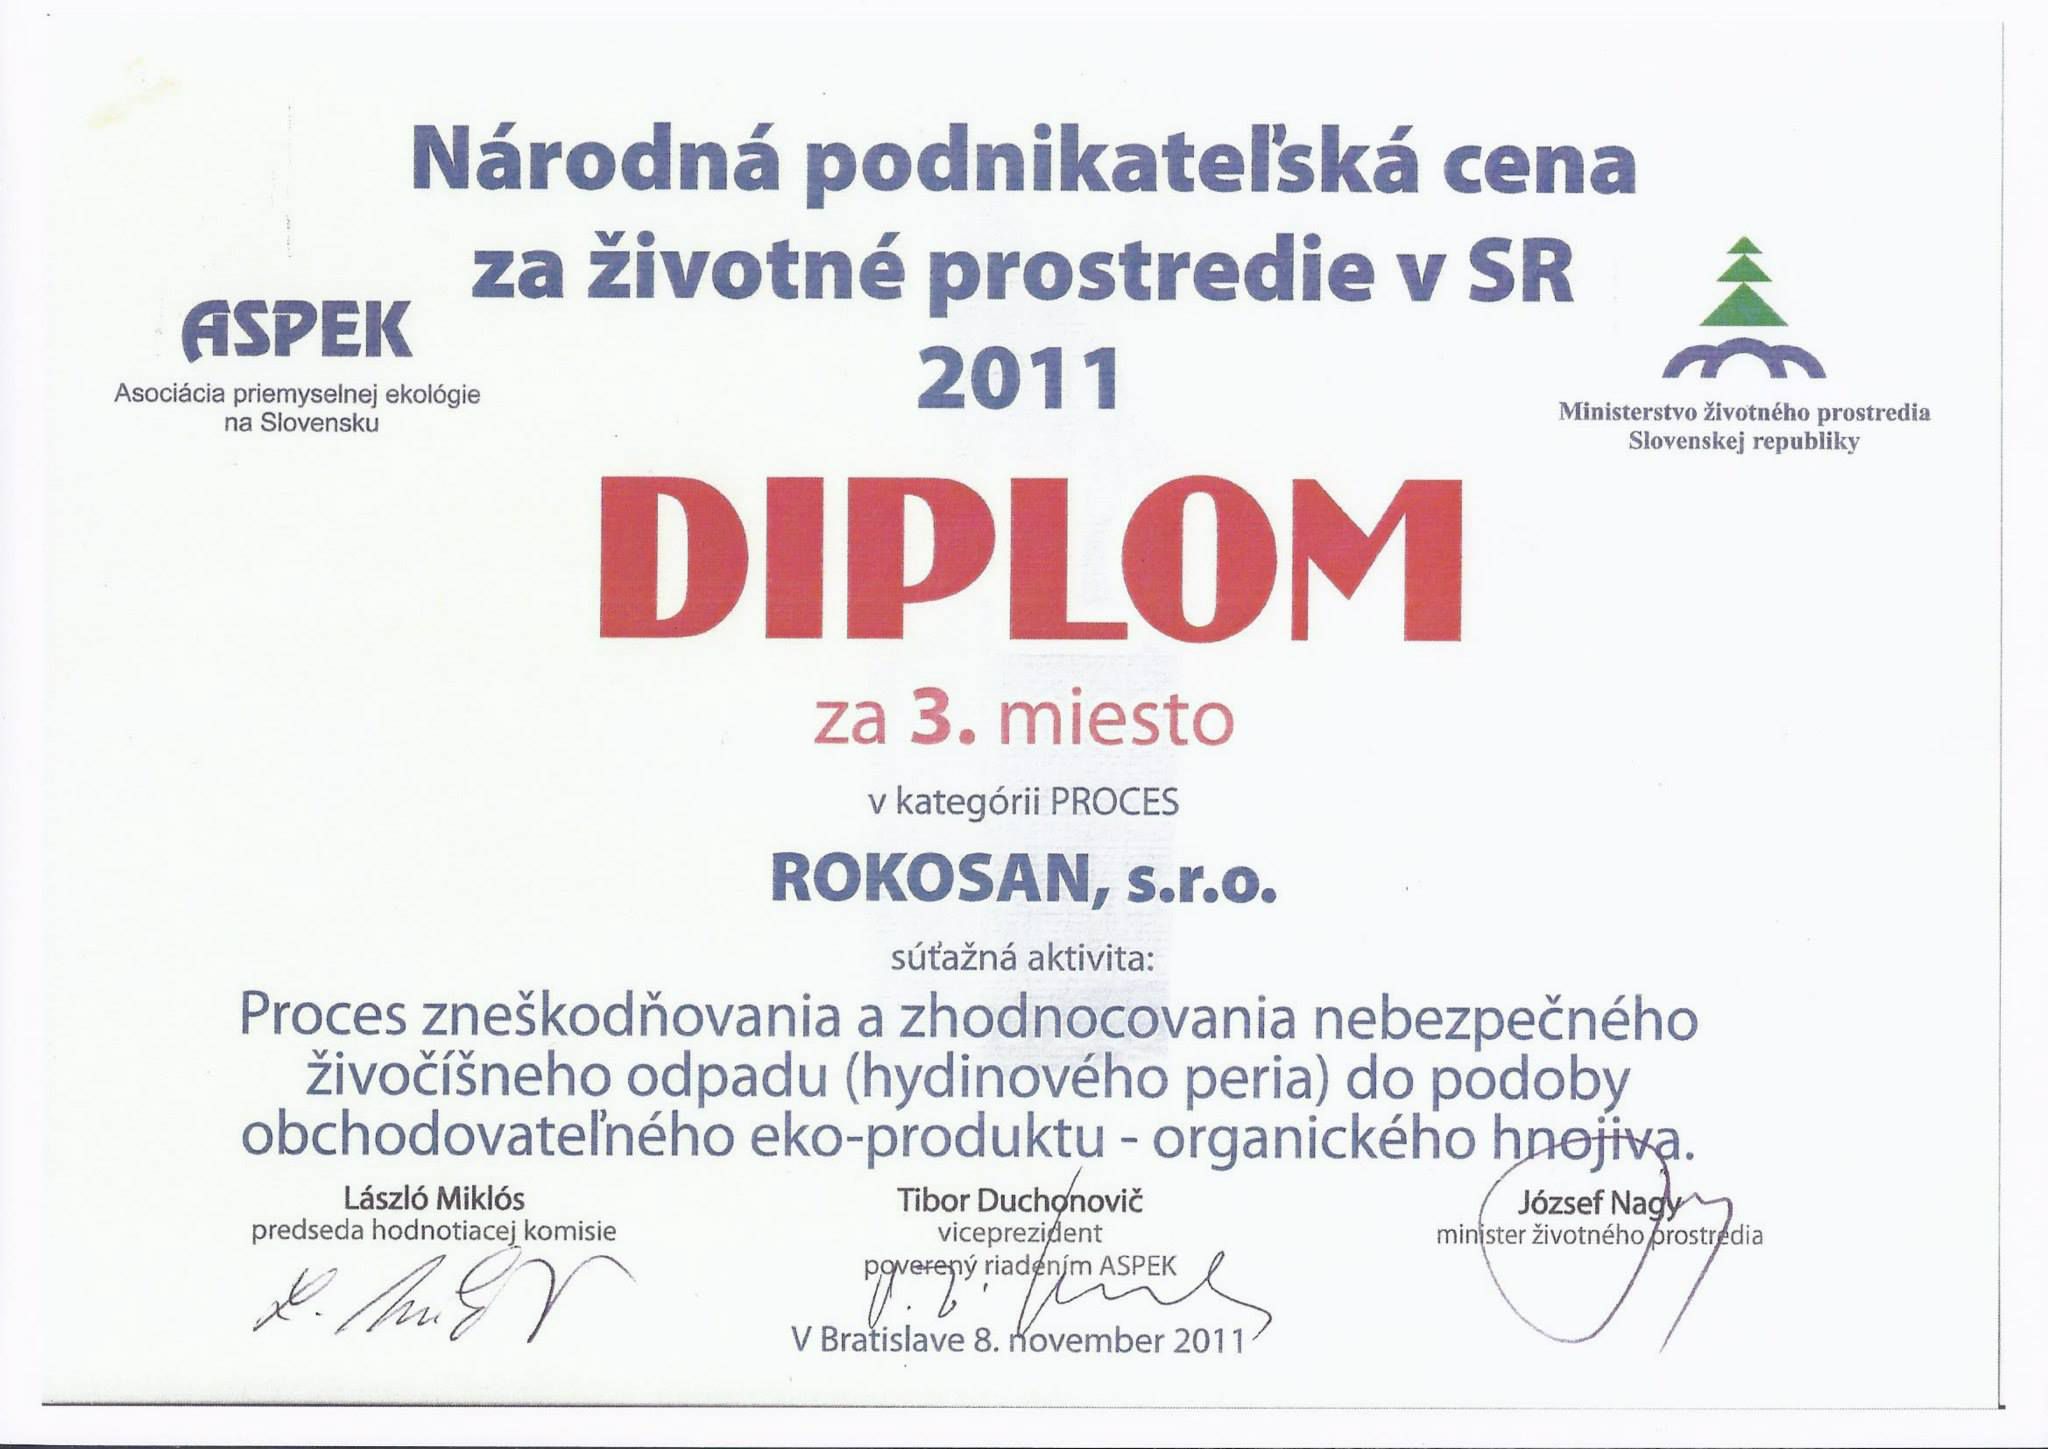 Národná podnikateľská cena
za životné prostredie v SR
2011
ASPEK
Asociácia priemyselnej ekológie
na Slovensku
Ministerstvo životného prostredia
Slovenskej republiky
DIPLOM
za 3. miesto
v kategórii PROCES
ROKOSAN, s.r.o.
súťažná aktivita:
Proces zneškodňovania a zhodnocovania nebezpečného
živočíšneho odpadu (hydinového peria) do podoby
obchodovateľného eko-produktu - organického hnojiva.
László Miklós
predseda hodnotiacej komisie
Tibor Duchonovič
viceprezident
poverený riadením ASPEK
József Nagy
minister životného prostredia
V Bratislave 8. november 2011